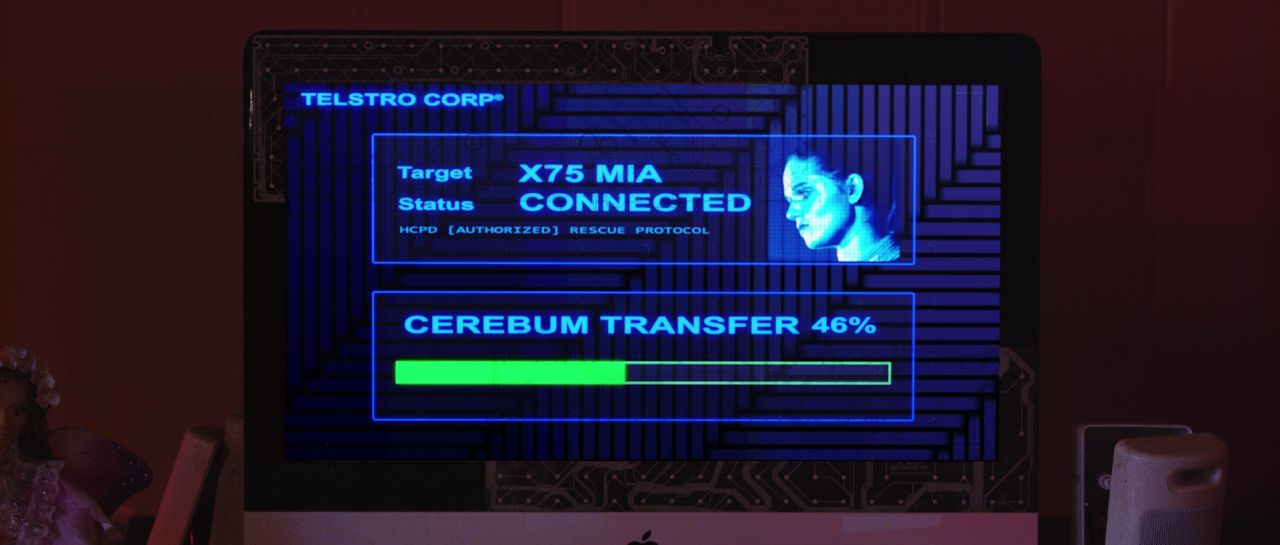 TELSTRO CORP®
Target X75 MIA
Status CONNECTED
HCPD [AUTHORIZED] RESCUE PROTOCOL
CEREBUM TRANSFER 46%